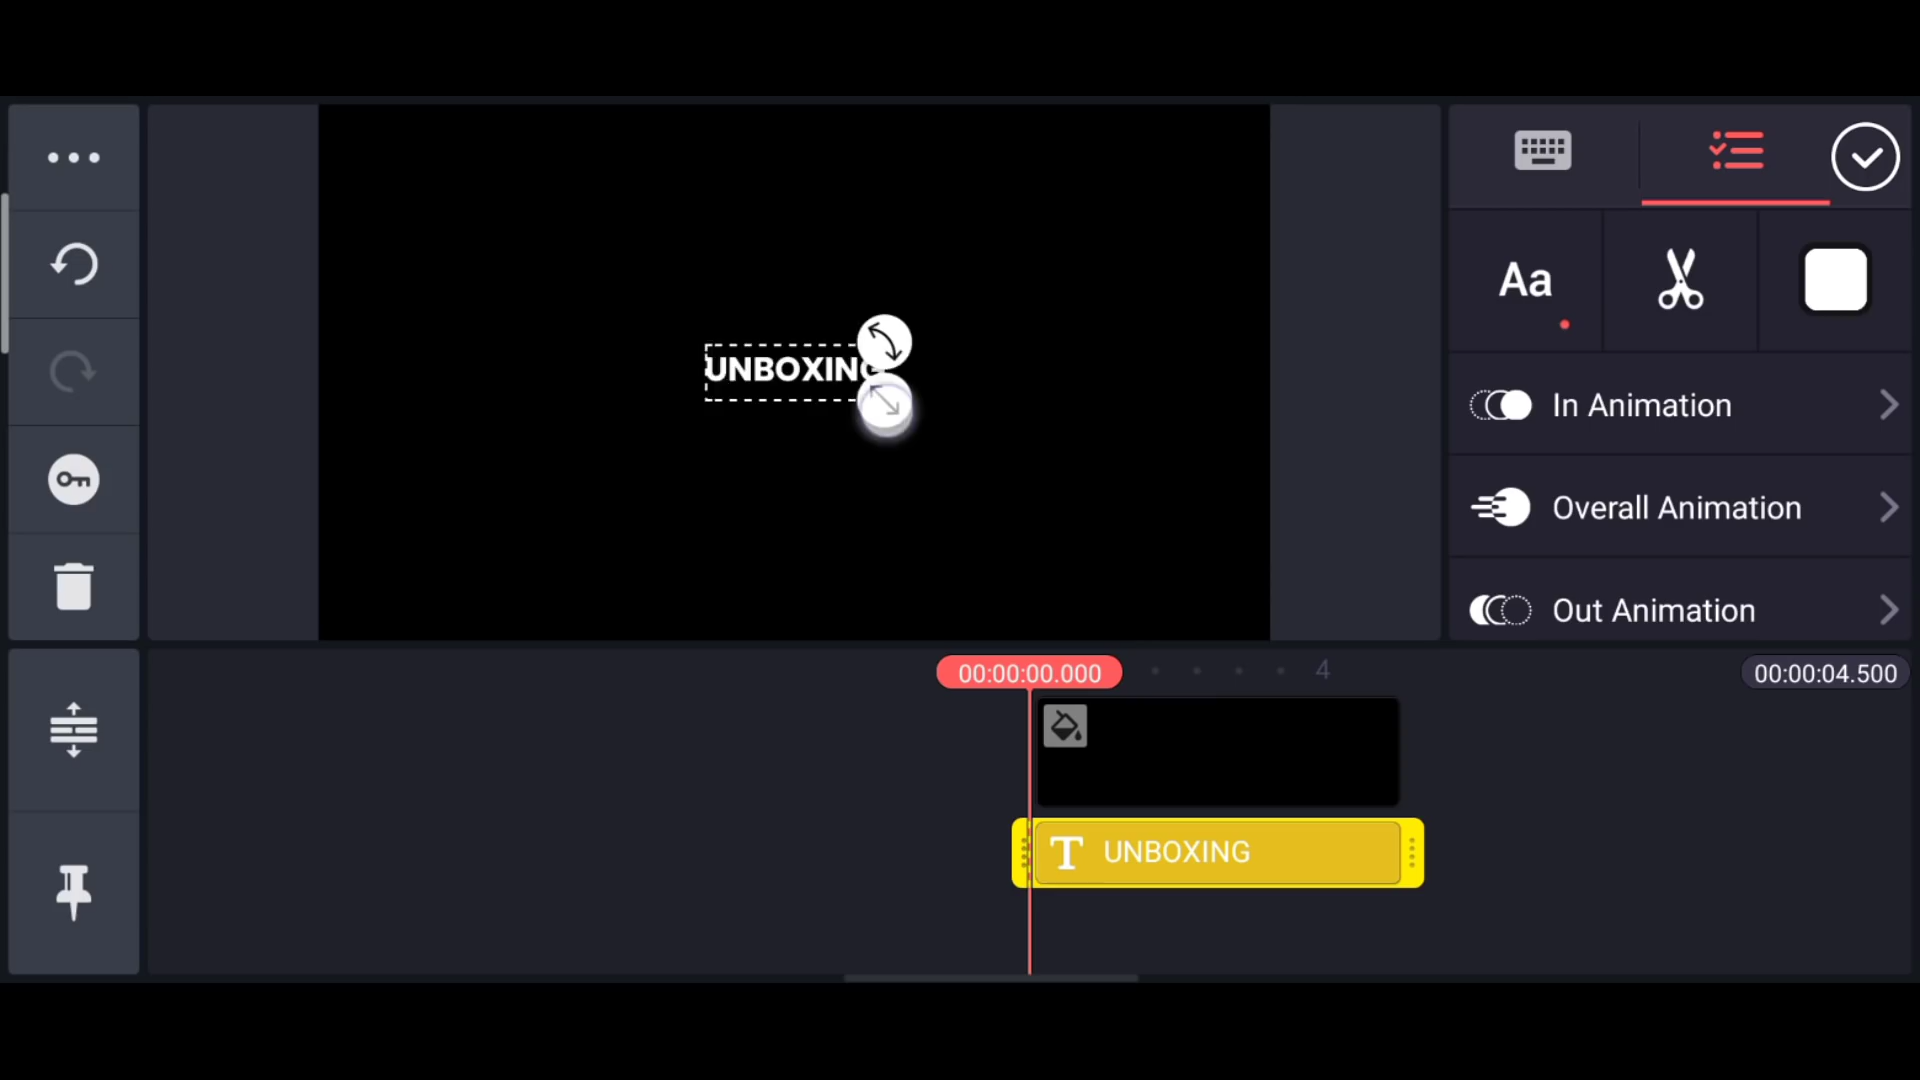 UNBOXING
Aa
In Animation
Overall Animation
Out Animation
00:00:00.000
4
00:00:04.500
T UNBOXING